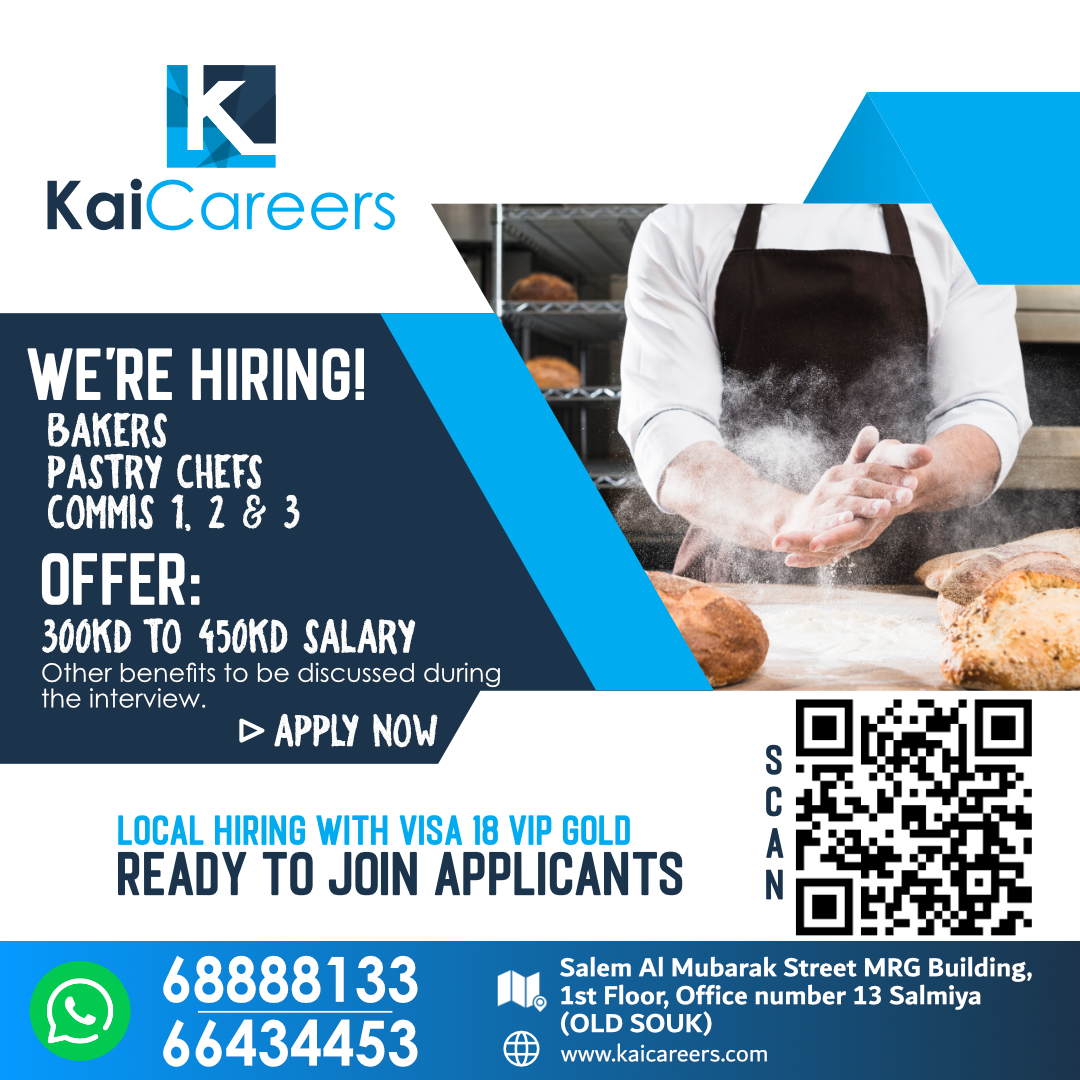 K
KaiCareers
WE'RE HIRING!
BAKERS
PASTRY CHEFS
COMMIS 1, 2 & 3
OFFER:
300KD TO 450KD SALARY
Other benefits to be discussed during
the interview.
APPLY NOW
SCAN
LOCAL HIRING WITH VISA 18 VIP GOLD
READY TO JOIN APPLICANTS
68888133
66434453
Salem Al Mubarak Street MRG Building,
1st Floor, Office number 13 Salmiya
(OLD SOUK)
www.kaicareers.com